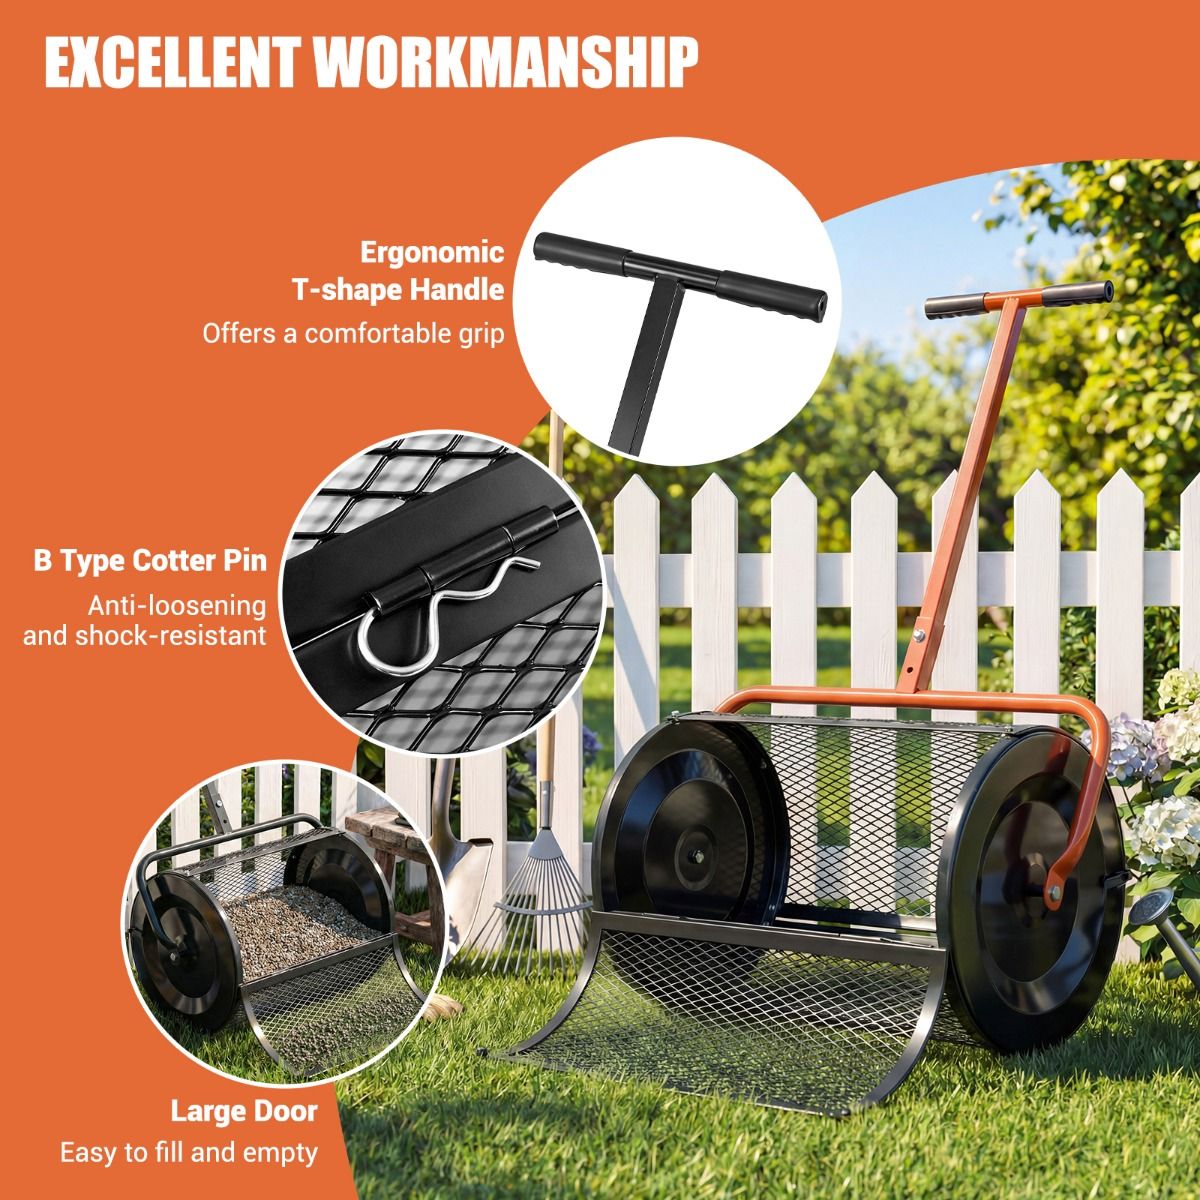 EXCELLENT WORKMANSHIP
Ergonomic
T-shape Handle
Offers a comfortable grip
B Type Cotter Pin
Anti-loosening
and shock-resistant
Large Door
Easy to fill and empty